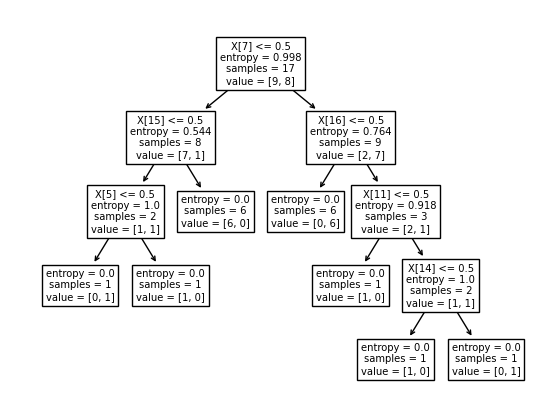 X[7] <= 0.5
entropy = 0.998
samples = 17
value = [9, 8]
X[15] <= 0.5
entropy = 0.544
samples = 8
value = [7, 1]
X[16] <= 0.5
entropy = 0.764
samples = 9
value = [2, 7]
X[5] <= 0.5
entropy = 1.0
samples = 2
value = [1, 1]
entropy = 0.0
samples = 6
value = [6, 0]
entropy = 0.0
samples = 6
value = [0, 6]
X[11] <= 0.5
entropy = 0.918
samples = 3
value = [2, 1]
entropy = 0.0
samples = 1
value = [0, 1]
entropy = 0.0
samples = 1
value = [1, 0]
entropy = 0.0
samples = 1
value = [1, 0]
X[14] <= 0.5
entropy = 1.0
samples = 2
value = [1, 1]
entropy = 0.0
samples = 1
value = [1, 0]
entropy = 0.0
samples = 1
value = [0, 1]